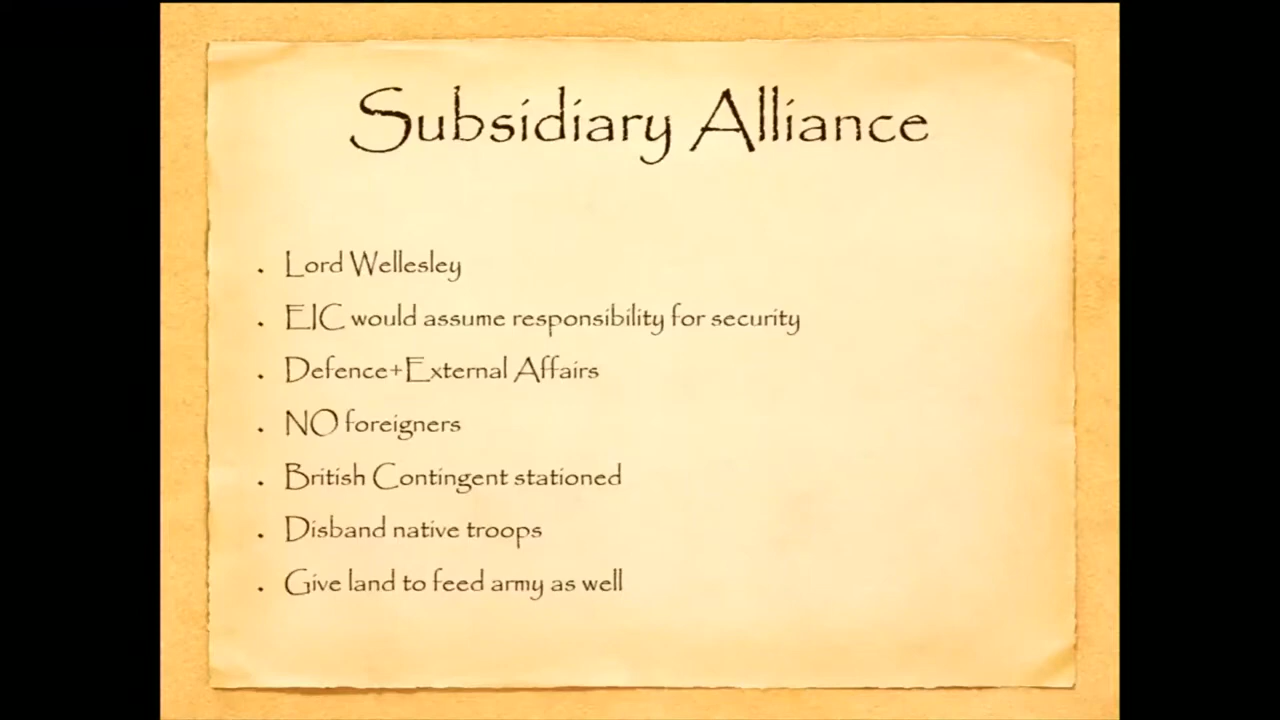 Subsidiary Alliance
. Lord Wellesley
. EIC would assume responsibility for security
. Defence+External Affairs
. NO foreigners
. British Contingent stationed
. Disband native troops
. Give land to feed army as well